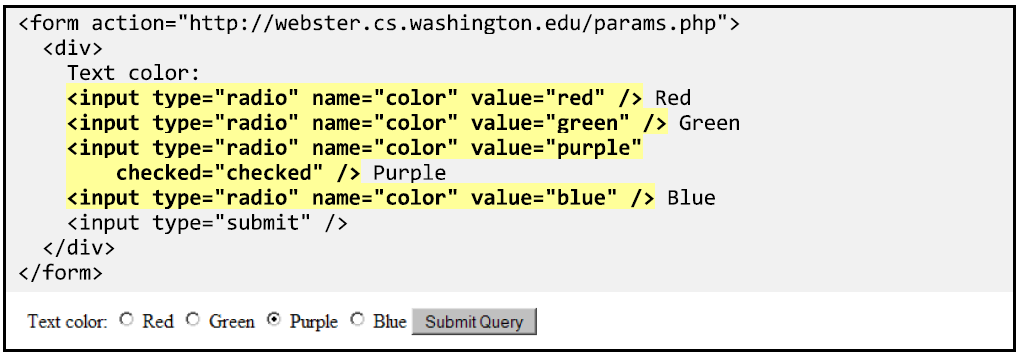 <form action="http://webster.cs.washington.edu/params.php">
<div>
Text color:
<input type="radio" name="color" value="red" /> Red
<input type="radio" name="color" value="green" /> Green
<input type="radio" name="color" value="purple"
checked="checked" /> Purple
<input type="radio" name="color" value="blue" /> Blue
<input type="submit" />
</div>
</form>
Text color: Red Green Purple Blue Submit Query